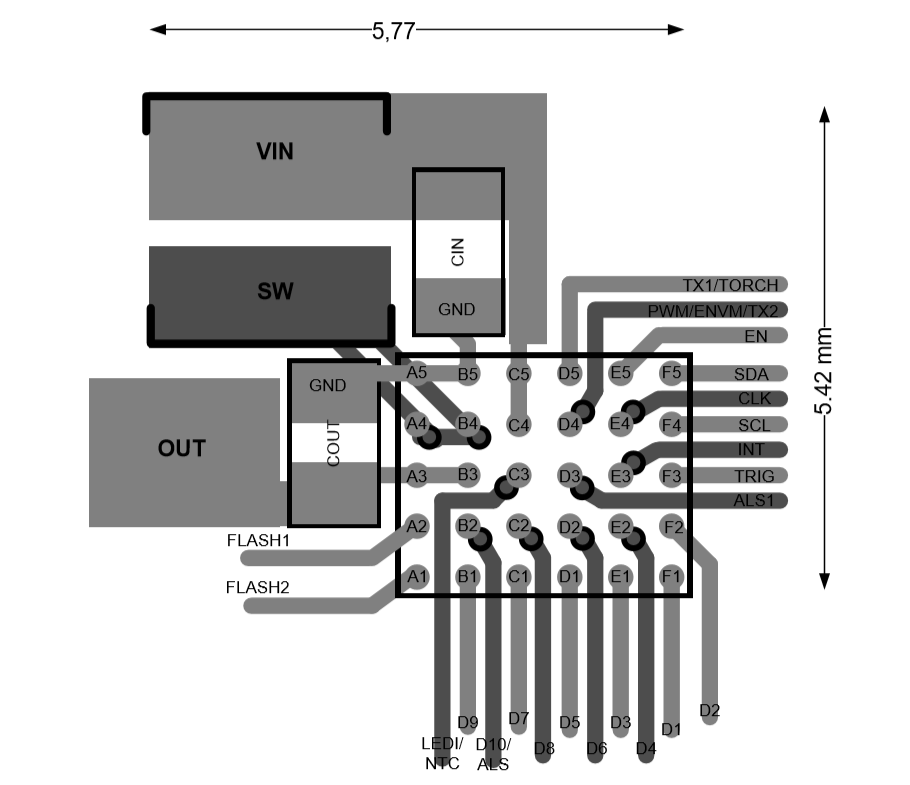 5,77
VIN
CIN
GND
SW
TX1/TORCH
PWM/ENVM/TX2
EN
5.42 mm
A5 B5 C5 D5 E5 F5 SDA
GND
CLK
A4 B4 C4 D4 E4 F4 SCL
OUT
COUT
INT
A3 B3 C3 D3 E3 F3 TRIG
ALS1
A2 B2 C2 D2 E2 F2
FLASH1
A1 B1 C1 D1 E1 F1
FLASH2
D2
D9 D7 D5 D3 D1
LEDI/
NTC
D10/
ALS
D8 D6 D4